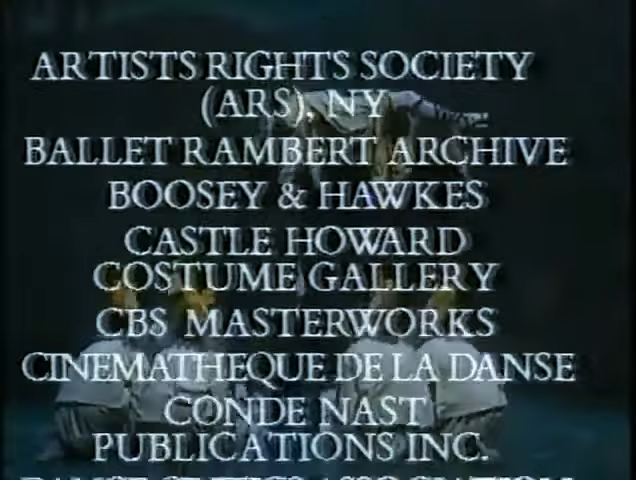 ARTISTS RIGHTS SOCIETY
(ARS), NY
BALLET RAMBERT ARCHIVE
BOOSEY & HAWKES
CASTLE HOWARD
COSTUME GALLERY
CBS MASTERWORKS
CINEMATHEQUE DE LA DANSE
CONDE NAST
PUBLICATIONS INC.